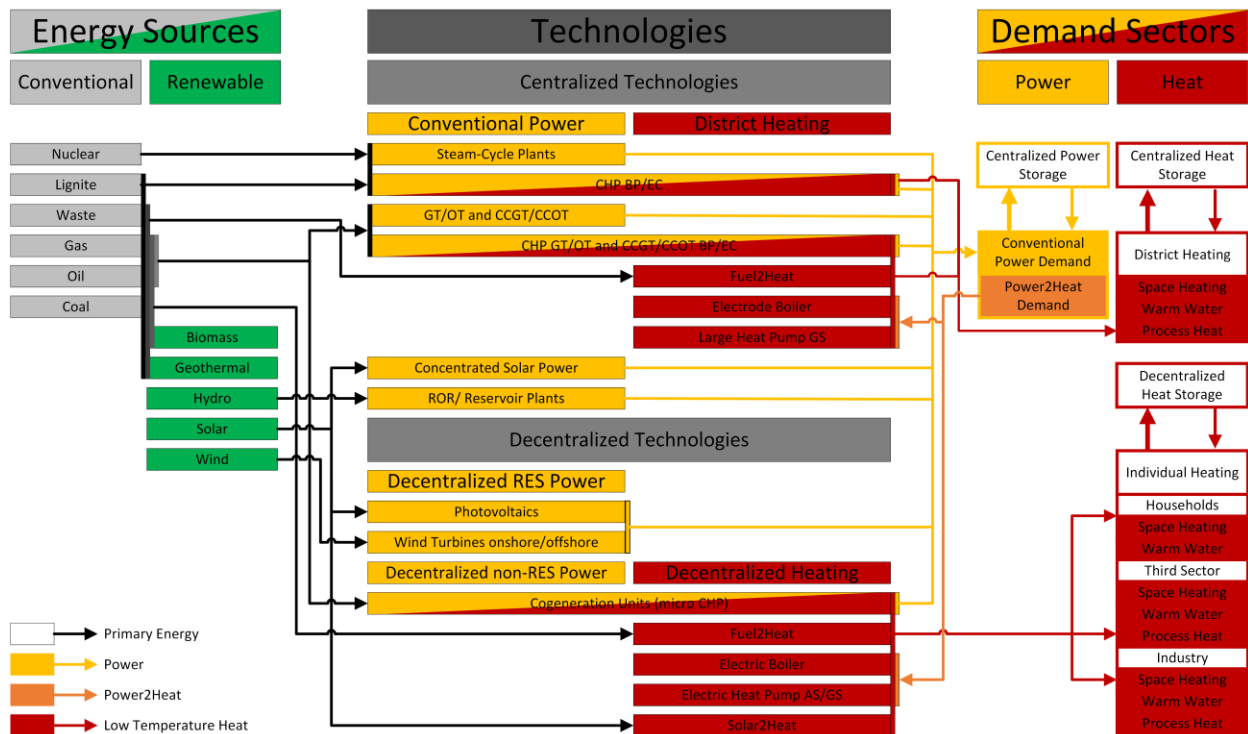 Energy Sources
Technologies
Demand Sectors
Conventional
Renewable
Centralized Technologies
Power
Heat
Conventional Power
District Heating
Nuclear
Lignite
Waste
Gas
Oil
Coal
Biomass
Geothermal
Hydro
Solar
Wind
Steam-Cycle Plants
CHP BP/EC
GT/OT and CCGT/CCOT
CHP GT/OT and CCGT/CCOT BP/EC
Fuel2Heat
Electrode Boiler
Large Heat Pump GS
Concentrated Solar Power
ROR/ Reservoir Plants
Decentralized Technologies
Decentralized RES Power
Photovoltaics
Wind Turbines onshore/offshore
Decentralized non-RES Power
Decentralized Heating
Cogeneration Units (micro CHP)
Fuel2Heat
Electric Boiler
Electric Heat Pump AS/GS
Solar2Heat
Centralized Power
Storage
Conventional
Power Demand
Power2Heat
Demand
Centralized Heat
Storage
District Heating
Space Heating
Warm Water
Process Heat
Decentralized
Heat Storage
Individual Heating
Households
Space Heating
Warm Water
Third Sector
Space Heating
Warm Water
Process Heat
Industry
Space Heating
Warm Water
Process Heat
Primary Energy
Power
Power2Heat
Low Temperature Heat